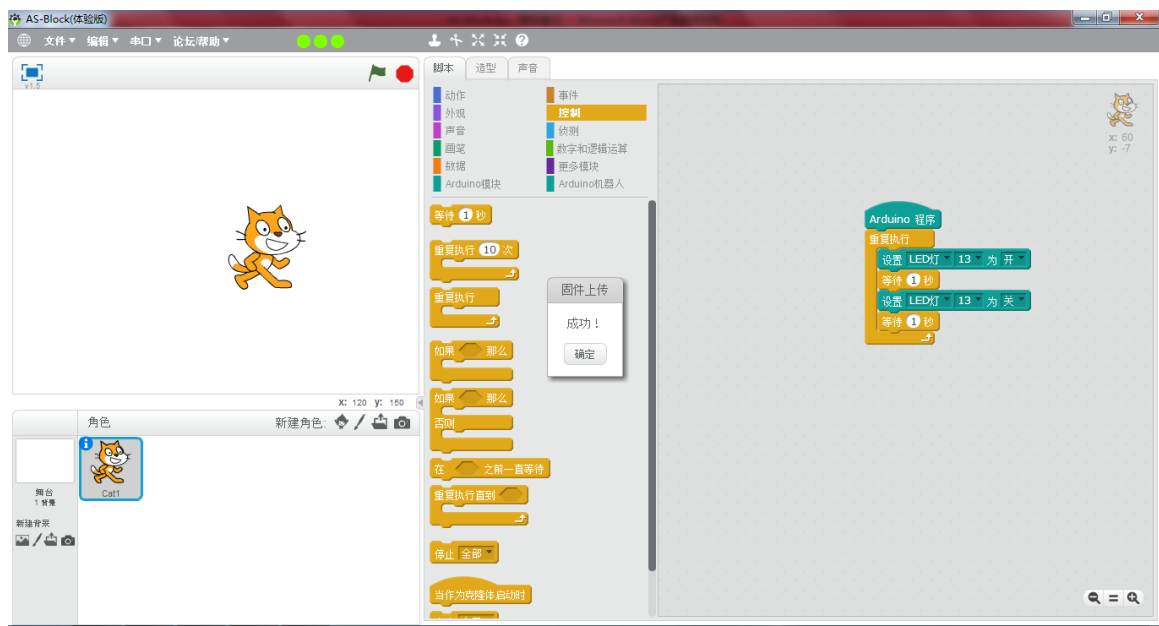 AS-Block(体验版)
文件 编辑 串口 论坛/帮助
v1.5
脚本 造型 声音
动作 事件
外观 控制
声音 侦测
画笔 数字和逻辑运算
数据 更多模块
Arduino模块 Arduino机器人
x: 60
y: -7
等待 1 秒
重复执行 10 次
重复执行
如果 那么
如果 那么
否则
在 之前一直等待
重复执行直到
停止 全部
当作为克隆体启动时
固件上传
成功！
确定
Arduino 程序
重复执行
设置 LED灯 13 为 开
等待 1 秒
设置 LED灯 13 为 关
等待 1 秒
x: 120 y: 150
角色 新建角色:
舞台
1 背景
Cat1
新建背景